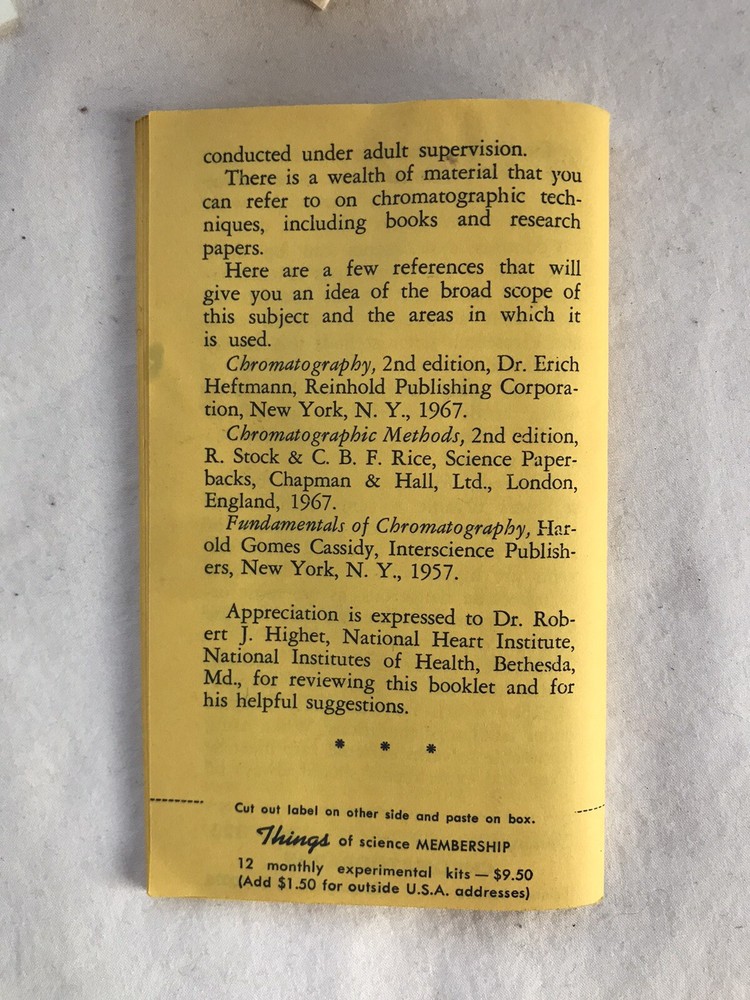 conducted under adult supervision.
There is a wealth of material that you
can refer to on chromatographic tech-
niques, including books and research
papers.
Here are a few references that will
give you an idea of the broad scope of
this subject and the areas in which it
is used.
Chromatography, 2nd edition, Dr. Erich
Heftmann, Reinhold Publishing Corpora-
tion, New York, N. Y., 1967.
Chromatographic Methods, 2nd edition,
R. Stock & C. B. F. Rice, Science Paper-
backs, Chapman & Hall, Ltd., London,
England, 1967.
Fundamentals of Chromatography, Har-
old Gomes Cassidy, Interscience Publish-
ers, New York, N. Y., 1957.
Appreciation is expressed to Dr. Rob-
ert J. Highet, National Heart Institute,
National Institutes of Health, Bethesda,
Md., for reviewing this booklet and for
his helpful suggestions.
* * *
Cut out label on other side and paste on box.
Things of science MEMBERSHIP
12 monthly experimental kits — $9.50
(Add $1.50 for outside U.S.A. addresses)